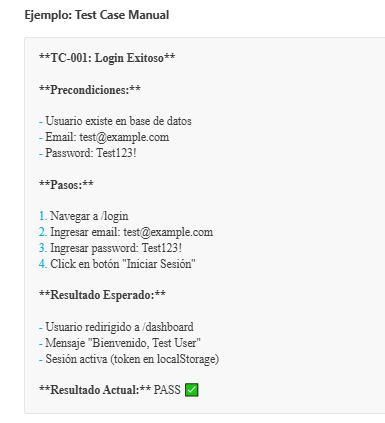 Ejemplo: Test Case Manual
**TC-001: Login Exitoso**
**Precondiciones:**
- Usuario existe en base de datos
- Email: test@example.com
- Password: Test123!
**Pasos:**
1. Navegar a /login
2. Ingresar email: test@example.com
3. Ingresar password: Test123!
4. Click en botón "Iniciar Sesión"
**Resultado Esperado:**
- Usuario redirigido a /dashboard
- Mensaje "Bienvenido, Test User"
- Sesión activa (token en localStorage)
**Resultado Actual:** PASS ✅